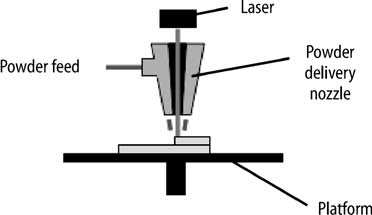 Laser
Powder feed
Powder
delivery
nozzle
Platform